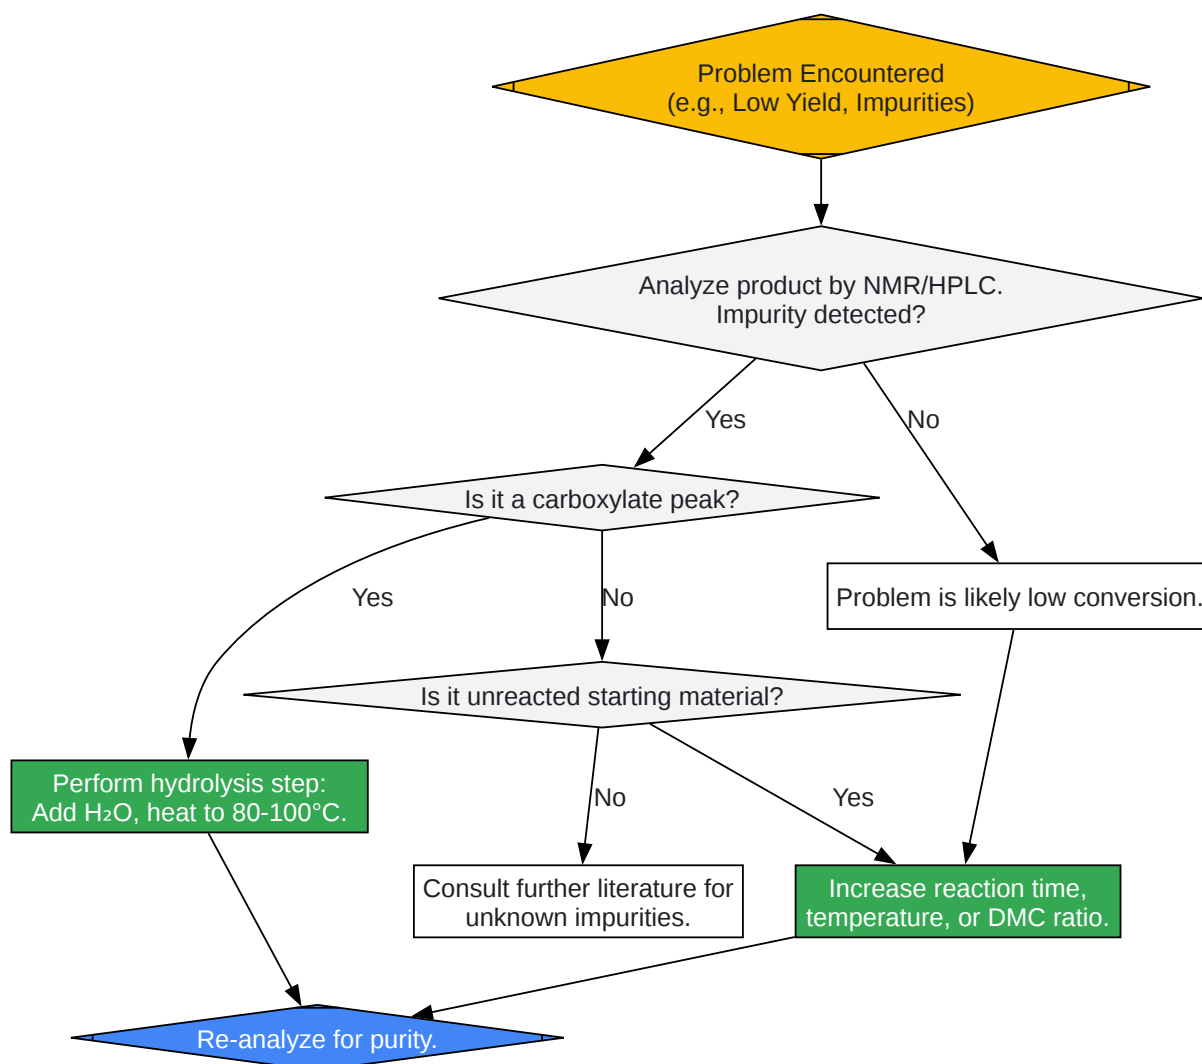 Problem Encountered
(e.g., Low Yield, Impurities)
Analyze product by NMR/HPLC.
Impurity detected?
Yes
No
Is it a carboxylate peak?
Yes
No
Problem is likely low conversion.
Is it unreacted starting material?
Perform hydrolysis step:
Add H₂O, heat to 80-100°C.
No
Yes
Consult further literature for
unknown impurities.
Increase reaction time,
temperature, or DMC ratio.
Re-analyze for purity.